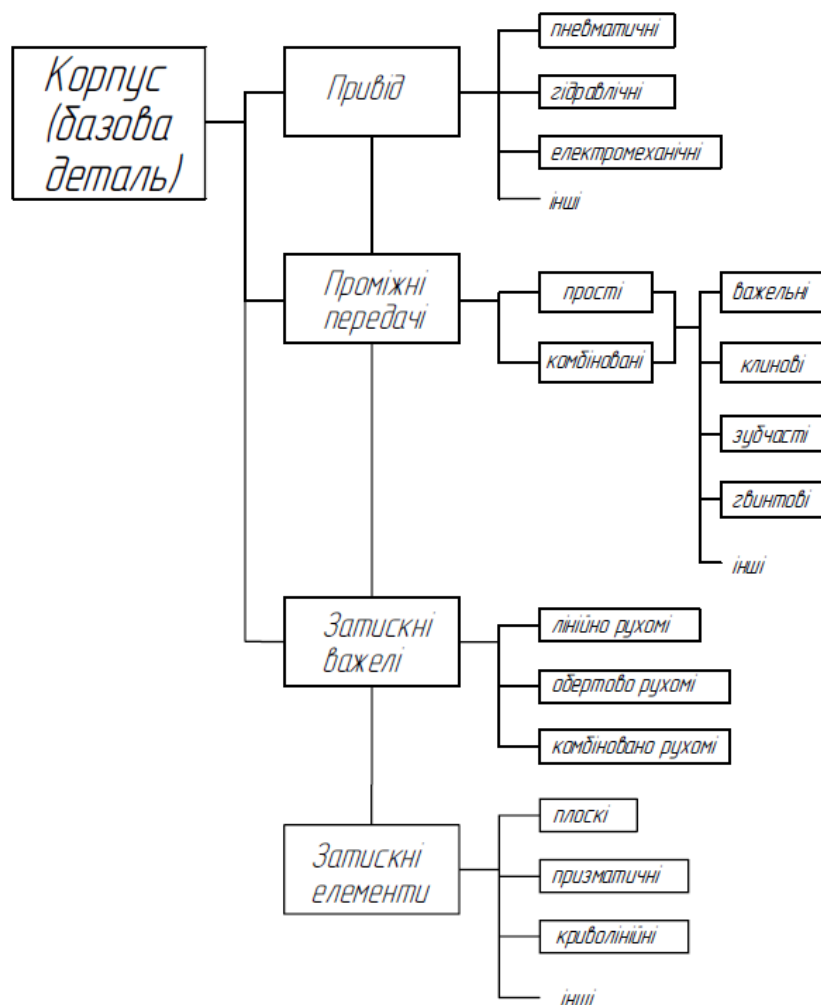 Корпус
(базова
деталь)
Привід
пневматичні
гідравлічні
електромеханічні
інші
Проміжні
передачі
прості
комбіновані
важельні
клинові
зубчасті
гвинтові
інші
Затискні
важелі
лінійно рухомі
обертово рухомі
комбіновано рухомі
Затискні
елементи
плоскі
призматичні
криволінійні
інші